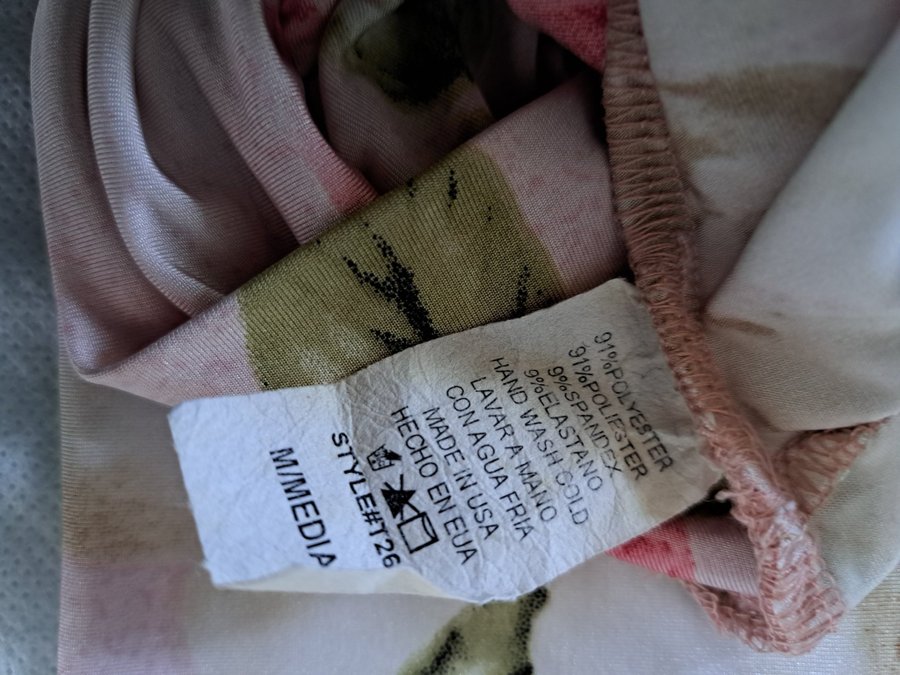 91%POLYESTER
91%POLIESTER
9%SPANDEX
9%ELASTANO
HAND WASH COLD
LAVAR A MANO
CON AGUA FRIA
MADE IN USA
HECHO EN EUA
STYLE#T26
M/MEDIA